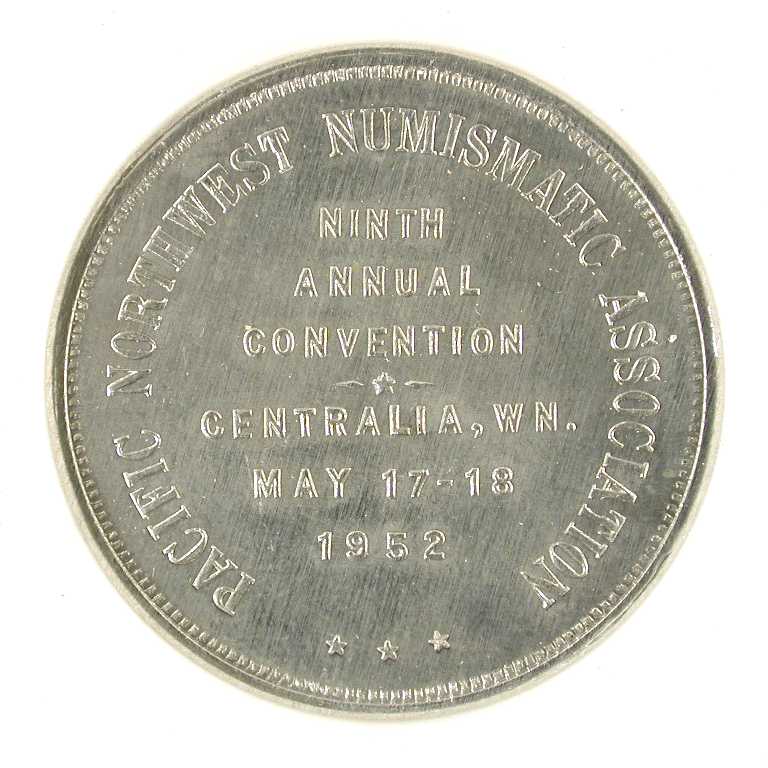 PACIFIC NORTHWEST NUMISMATIC ASSOCIATION
NINTH
ANNUAL
CONVENTION
CENTRALIA, WN.
MAY 17-18
1952